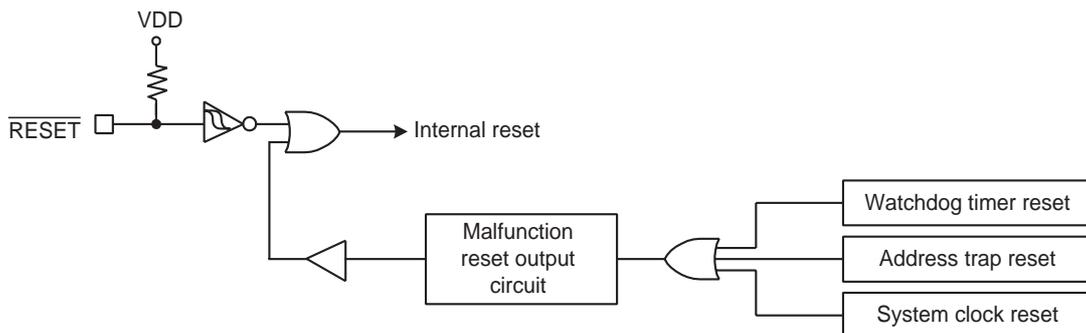 VDD
RESET
Internal reset
Watchdog timer reset
Malfunction
reset output
circuit
Address trap reset
System clock reset